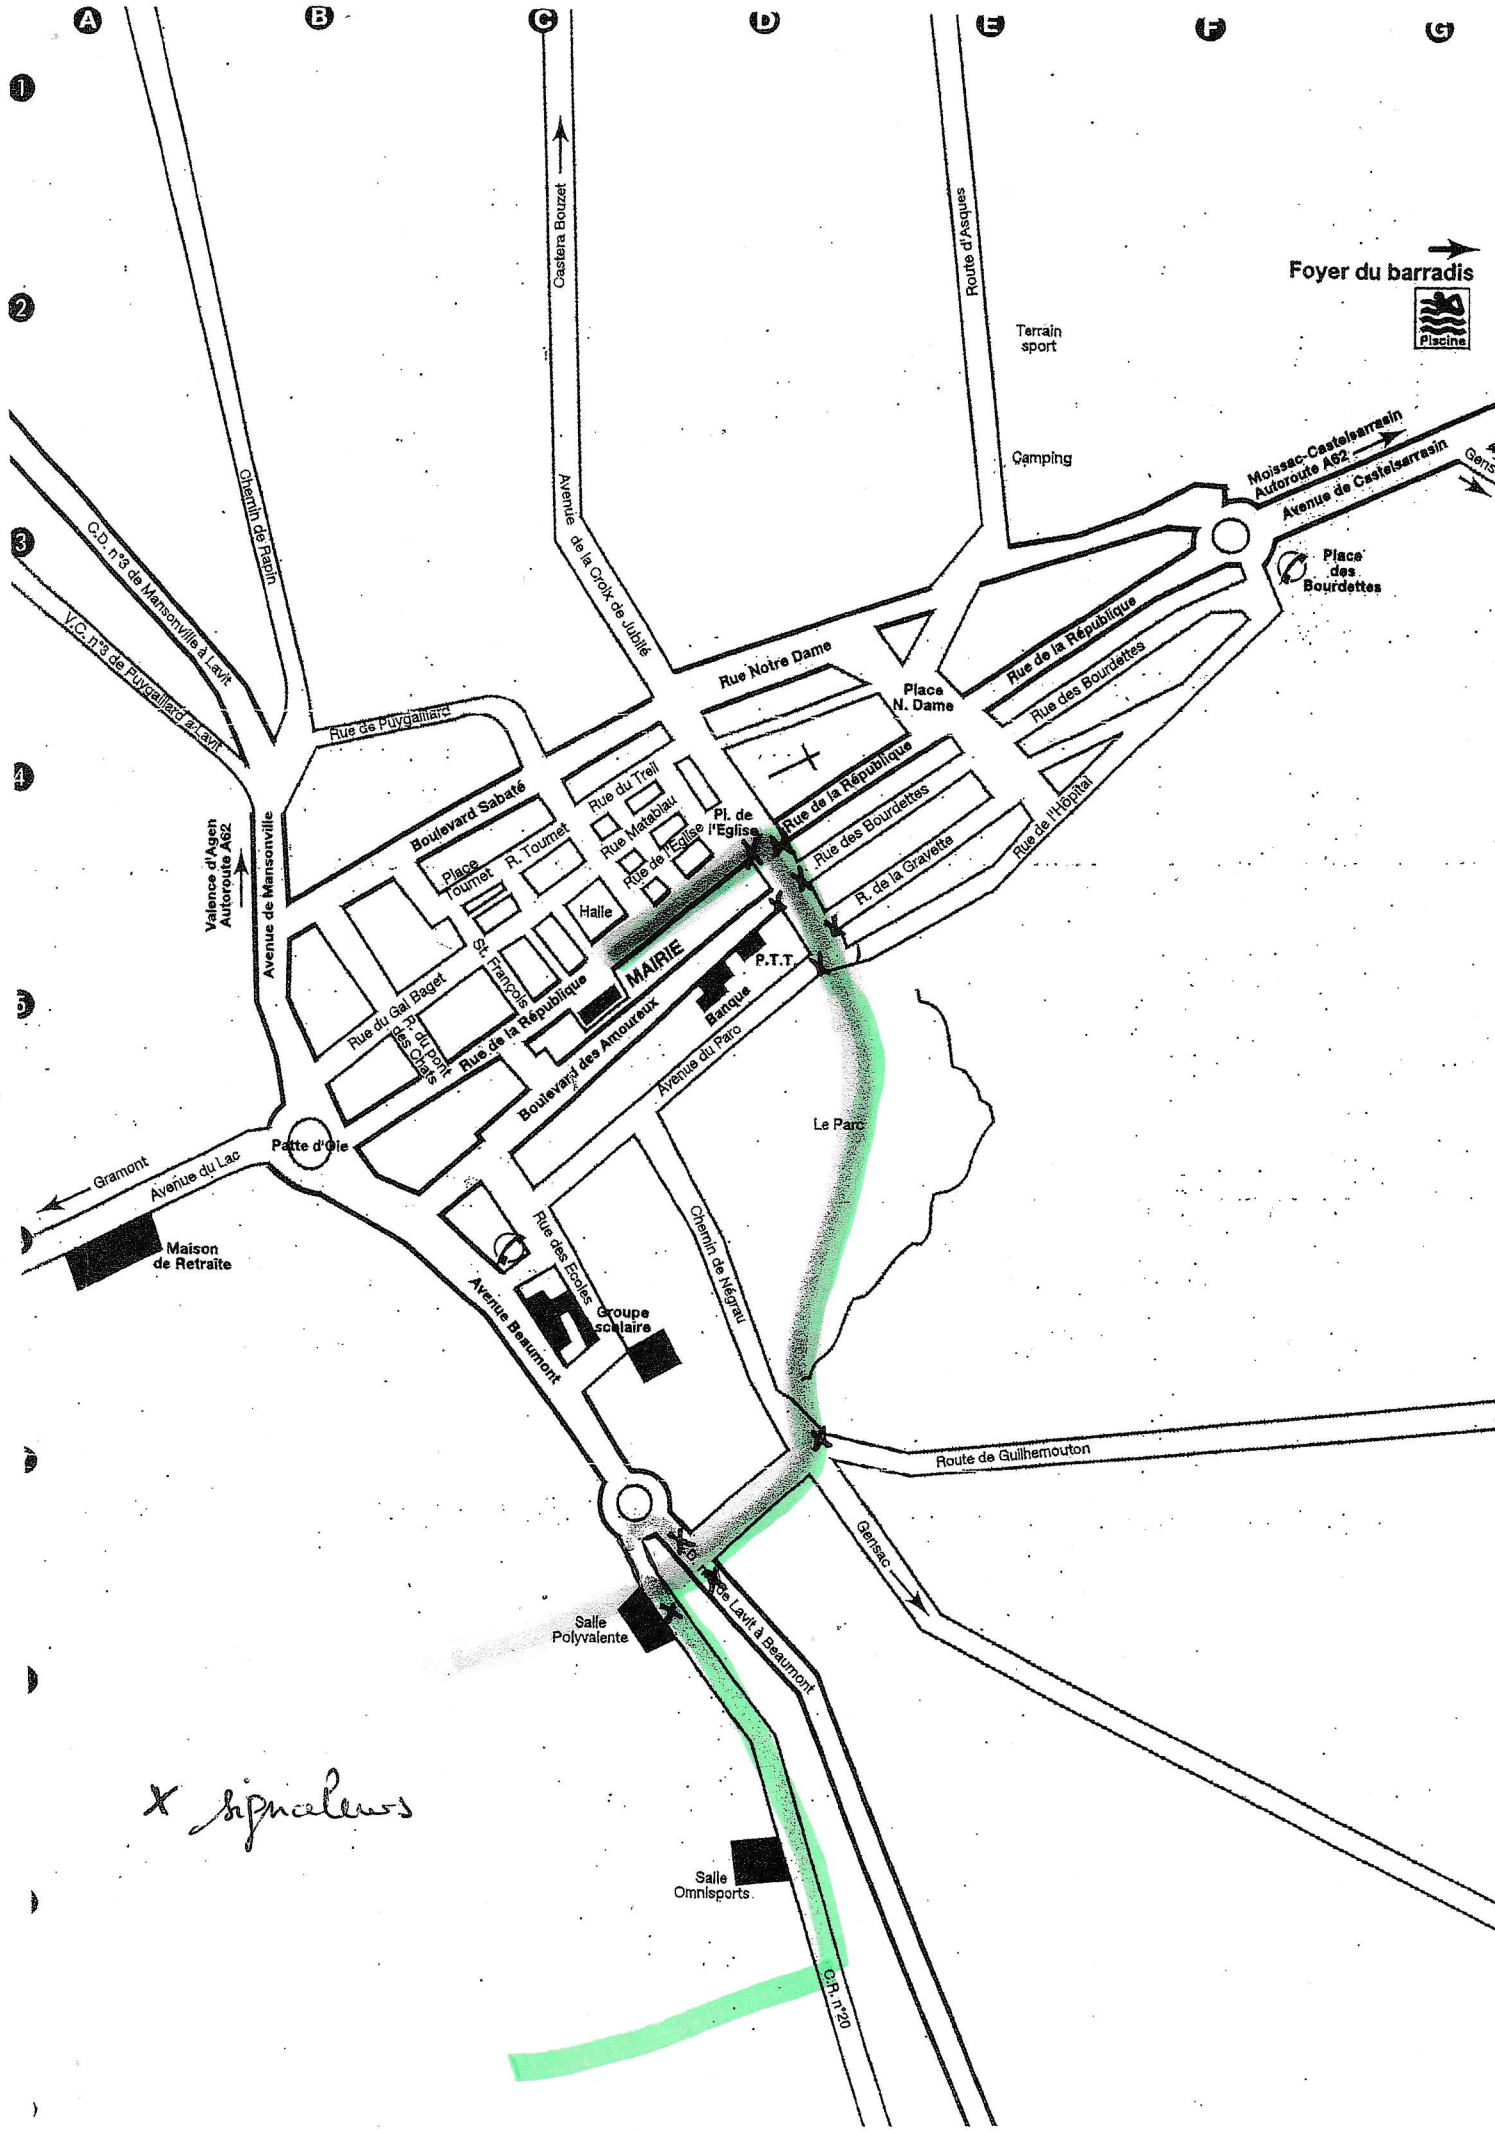 A
B
C
D
E
F
G
1
2
3
4
5
Castera Bouzet
Route d'Asques
Foyer du barradis
Piscine
Terrain
sport
Camping
Moissac-Castelsarrasin
Autoroute A62
Avenue de Castelsarrasin
Chemin de Rapin
C.D. n°3 de Mansonville à Lavit
V.C. n°3 de Puygaillard a Lavit
Avenue
de la Croix de Jubilé
Place
des
Bourdettes
Rue Notre Dame
Rue de la République
Rue des Bourdettes
Place
N. Dame
Rue de Puygaillard
Boulevard Sabaté
Rue du Treil
Rue Matablau
Rue de l'Eglise
Pl. de
l'Eglise
Rue de la République
Rue des Bourdettes
R. de la Gravette
Rue de l'Hôpital
Valence d'Agen
Autoroute A62
Avenue de Mansonville
Place
Tournet
R. Tournet
Halle
St. François
MAIRIE
P.T.T.
Banque
Rue du Gal Baget
R. du pont
des Chats
Rue de la République
Boulevard des Amoureux
Avenue du Parc
Le Parc
Patte d'Oie
Gramont
Avenue du Lac
Maison
de Retraite
Rue des Ecoles
Chemin de Négrau
Avenue Beaumont
Groupe
scolaire
Route de Guilhemouton
Gensac
de Lavit à Beaumont
Salle
Polyvalente
x signaleurs
Salle
Omnisports
C.R. n°20